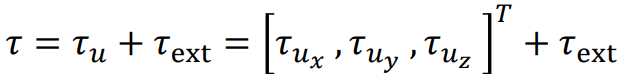 τ = τ_u + τ_ext = [τ_{u_x} , τ_{u_y} , τ_{u_z}]^T + τ_ext